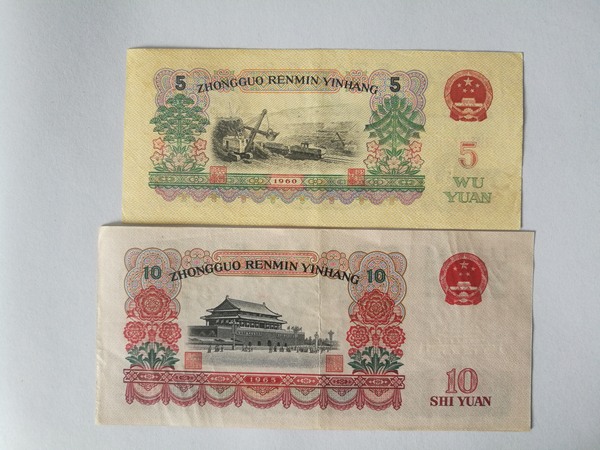 5 ZHONGGUO RENMIN YINHANG 5
1960
5
WU
YUAN
10 ZHONGGUO RENMIN YINHANG 10
1965
10
SHI YUAN